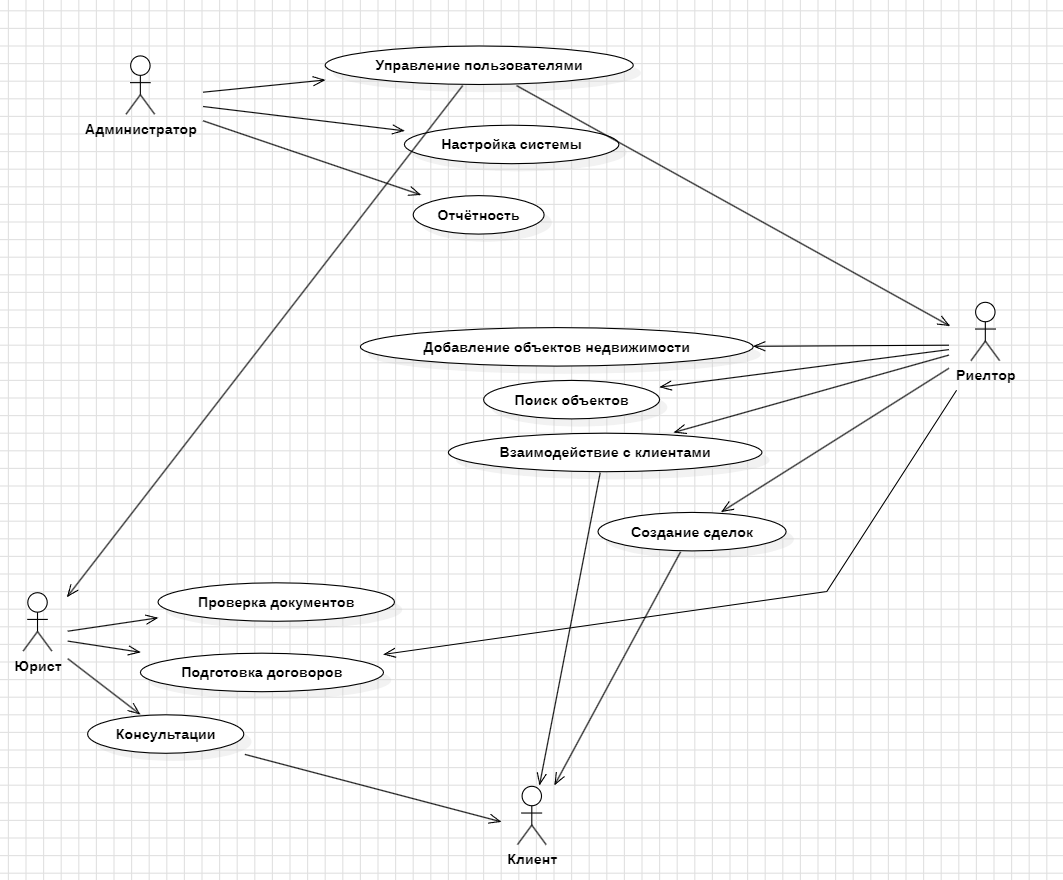 Управление пользователями
Администратор
Настройка системы
Отчётность
Добавление объектов недвижимости
Риелтор
Поиск объектов
Взаимодействие с клиентами
Создание сделок
Проверка документов
Юрист
Подготовка договоров
Консультации
Клиент